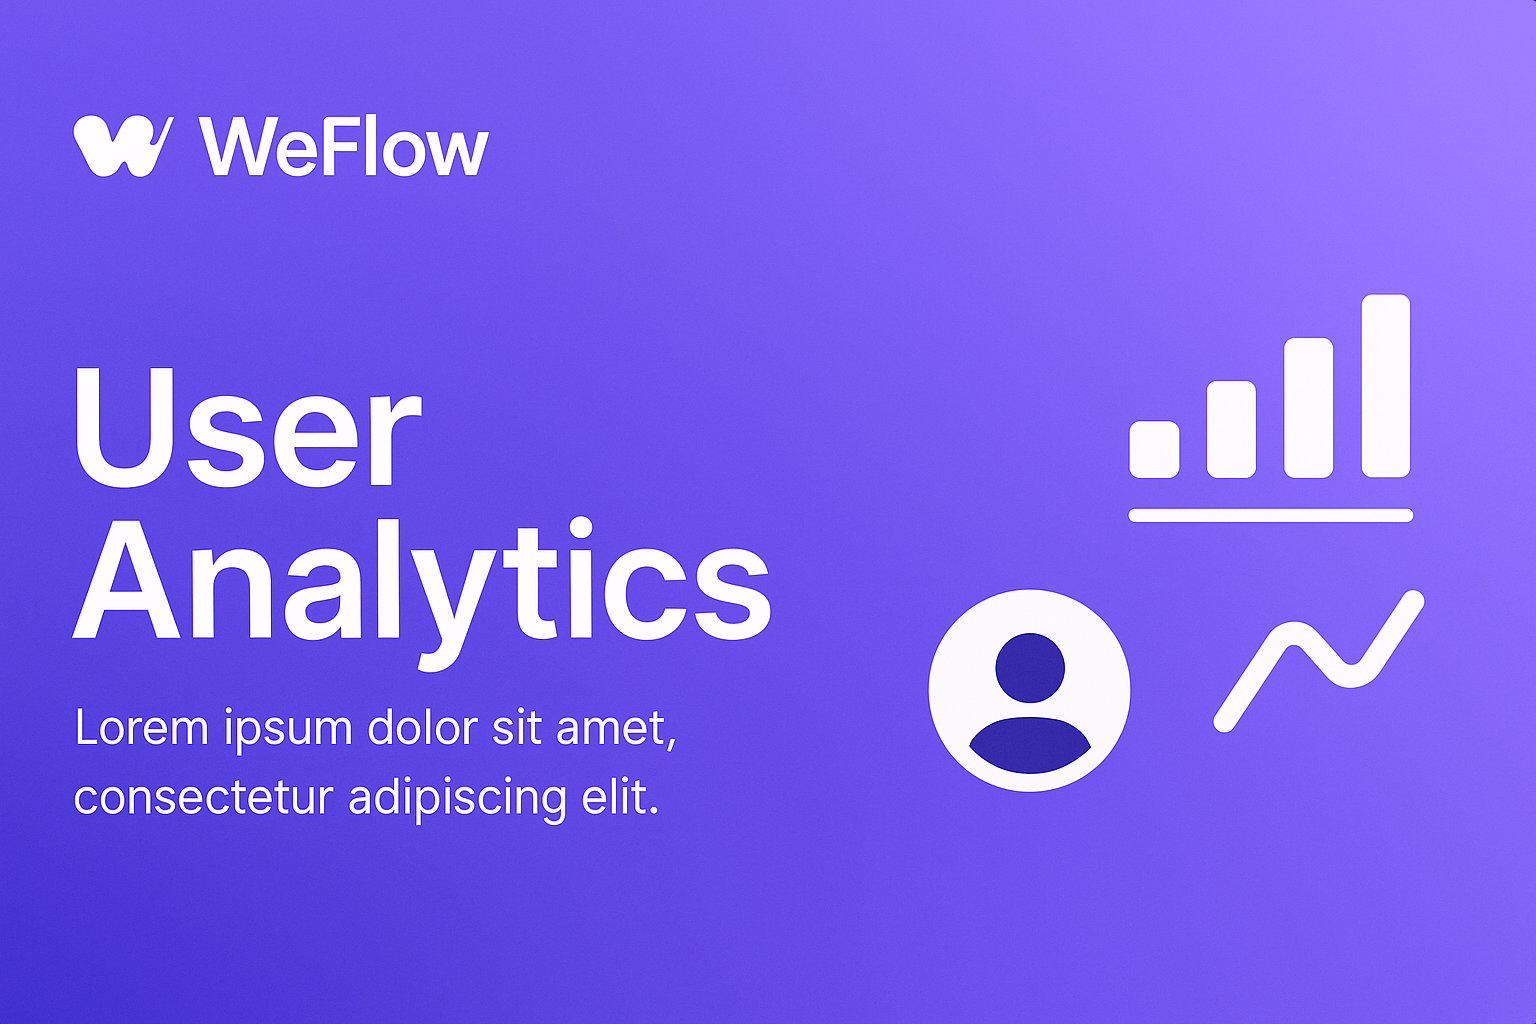 WeFlow
User
Analytics
Lorem ipsum dolor sit amet,
consectetur adipiscing elit.